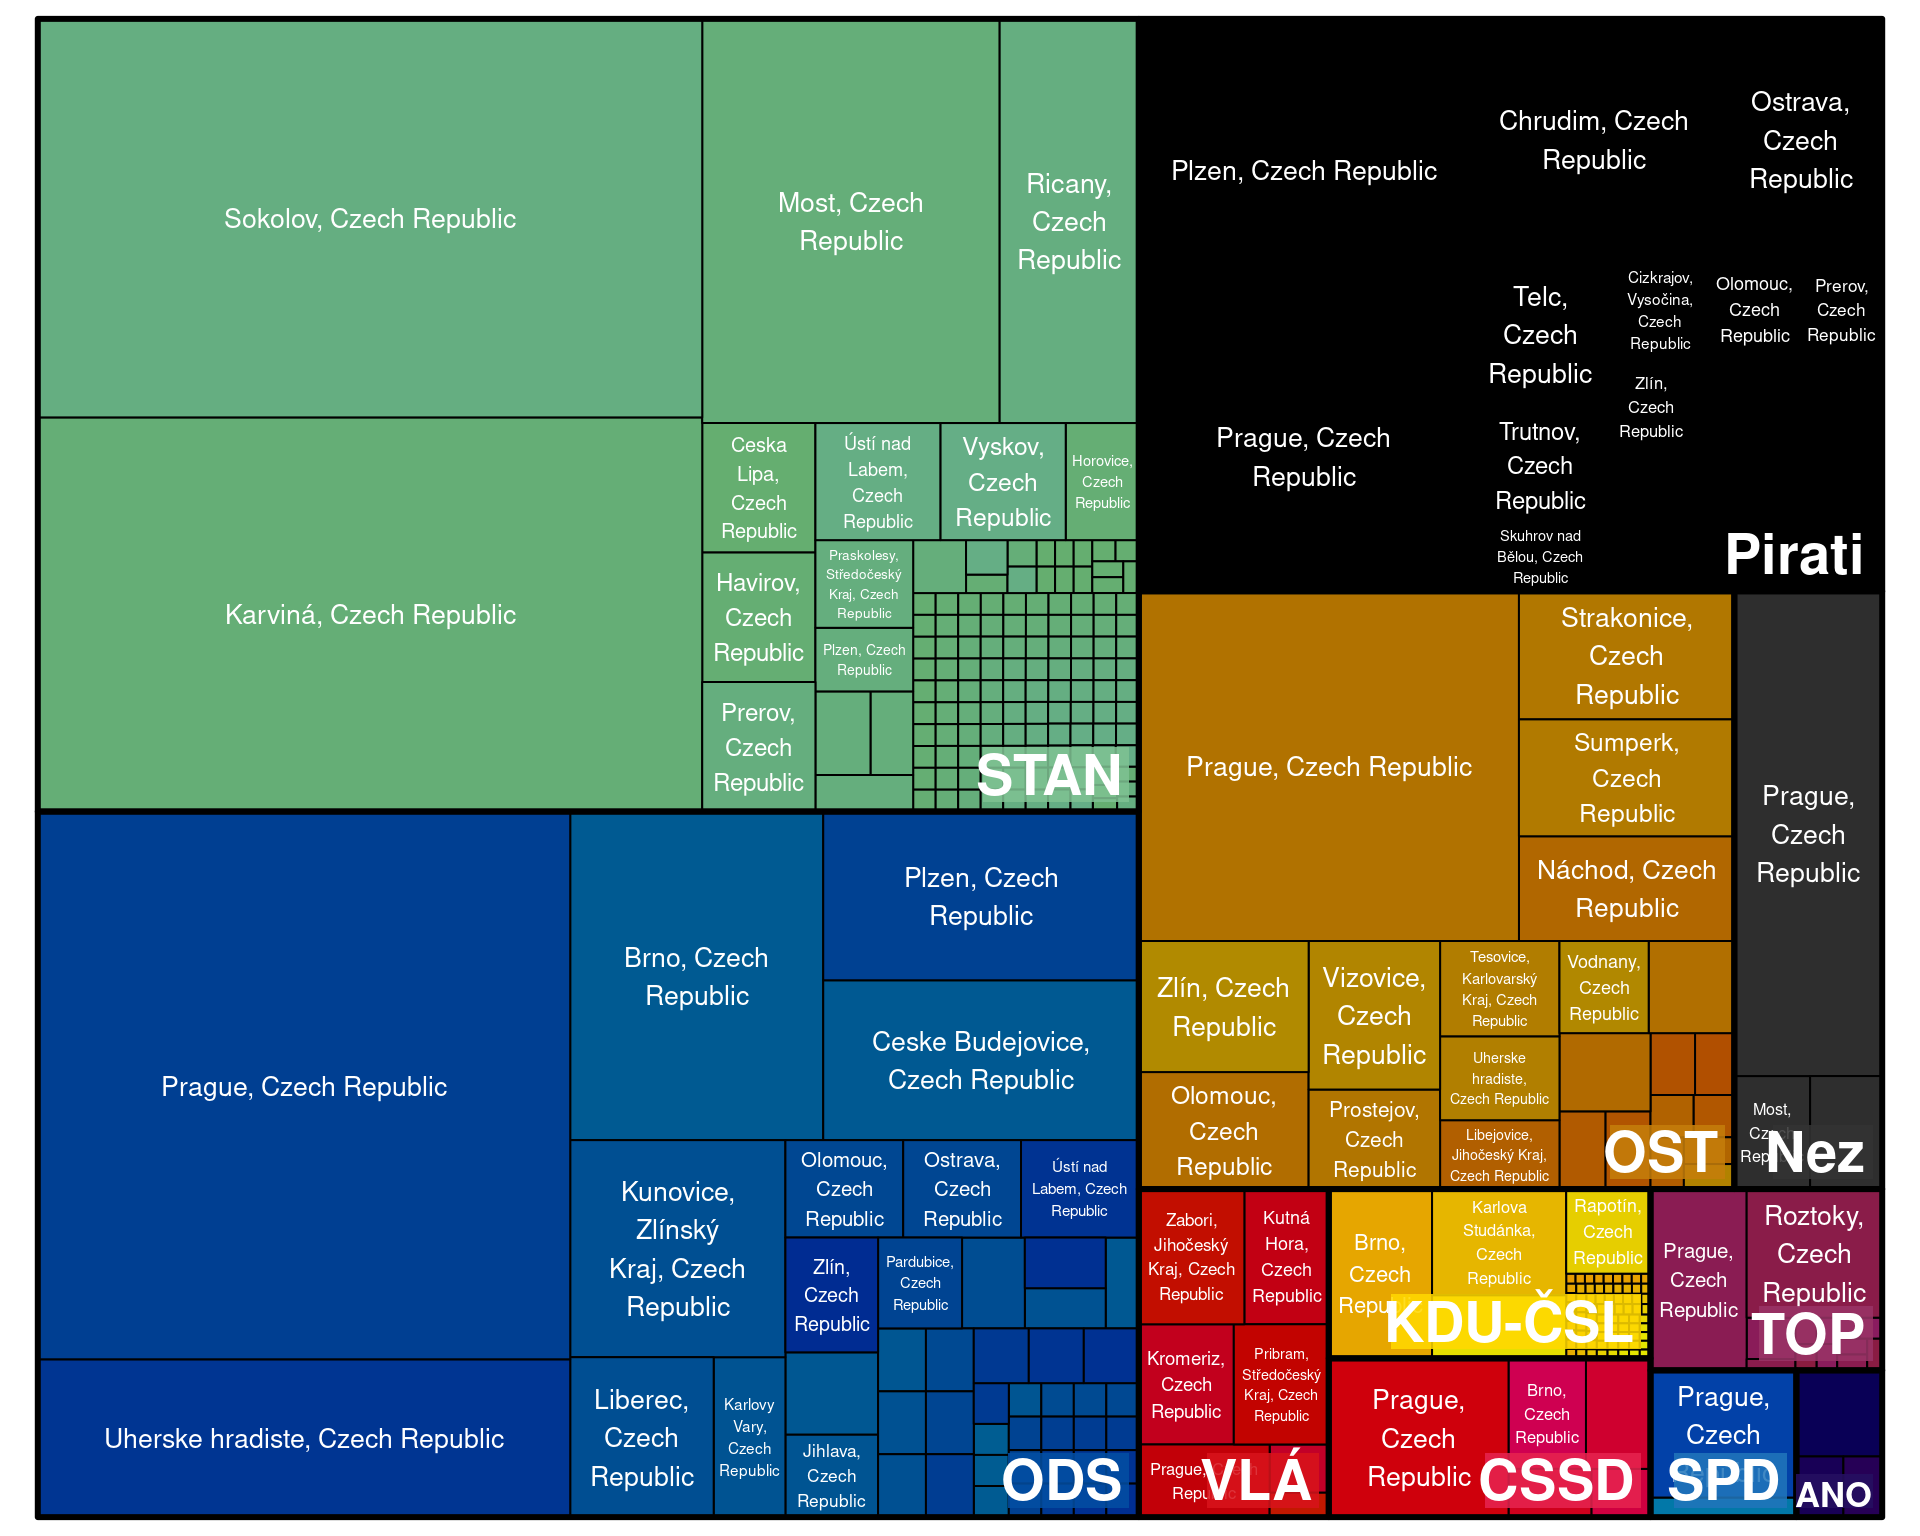 Sokolov, Czech Republic
Most, Czech
Republic
Ricany,
Czech
Republic
Karviná, Czech Republic
Ceska
Lipa,
Czech
Republic
Ústí nad
Labem,
Czech
Republic
Vyskov,
Czech
Republic
Horovice,
Czech
Republic
Havirov,
Czech
Republic
Praskolesy,
Středočeský
Kraj, Czech
Republic
Plzen, Czech
Republic
Prerov,
Czech
Republic
STAN
Plzen, Czech Republic
Chrudim, Czech
Republic
Ostrava,
Czech
Republic
Telc,
Czech
Republic
Cizkrajov,
Vysočina,
Czech
Republic
Olomouc,
Czech
Republic
Prerov,
Czech
Republic
Zlín,
Czech
Republic
Prague, Czech
Republic
Trutnov,
Czech
Republic
Skuhrov nad
Bělou, Czech
Republic
Pirati
Prague, Czech Republic
Uherske hradiste, Czech Republic
Brno, Czech
Republic
Plzen, Czech
Republic
Ceske Budejovice,
Czech Republic
Kunovice,
Zlínský
Kraj, Czech
Republic
Olomouc,
Czech
Republic
Ostrava,
Czech
Republic
Ústí nad
Labem, Czech
Republic
Zlín,
Czech
Republic
Pardubice,
Czech
Republic
Liberec,
Czech
Republic
Karlovy
Vary,
Czech
Republic
Jihlava,
Czech
Republic
ODS
Prague, Czech Republic
Strakonice,
Czech
Republic
Sumperk,
Czech
Republic
Náchod, Czech
Republic
Zlín, Czech
Republic
Vizovice,
Czech
Republic
Tesovice,
Karlovarský
Kraj, Czech
Republic
Vodnany,
Czech
Republic
Olomouc,
Czech
Republic
Prostejov,
Czech
Republic
Uherske
hradiste,
Czech Republic
Libejovice,
Jihočeský Kraj,
Czech Republic
OST
Prague,
Czech
Republic
Most,
Czech
Republic
Nez
Zabori,
Jihočeský
Kraj, Czech
Republic
Kutná
Hora,
Czech
Republic
Kromeriz,
Czech
Republic
Pribram,
Středočeský
Kraj, Czech
Republic
Prague, Czech
Republic
VLÁ
Brno,
Czech
Republic
Karlova
Studánka,
Czech
Republic
Rapotín,
Czech
Republic
KDU-ČSL
Prague,
Czech
Republic
Roztoky,
Czech
Republic
TOP
Prague,
Czech
Republic
Brno,
Czech
Republic
CSSD
Prague,
Czech
Republic
SPD
ANO